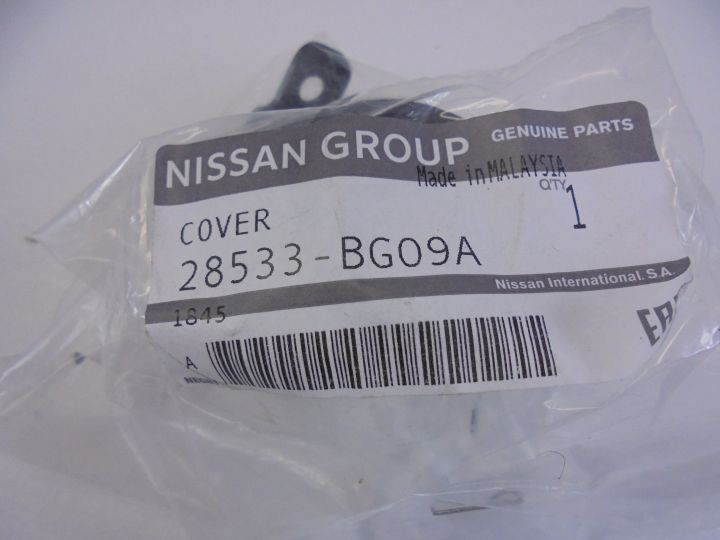 NISSAN GROUP GENUINE PARTS
Made in MALAYSIA
QTY
COVER 1
28533-BG09A
Nissan International. S.A.
1845
A